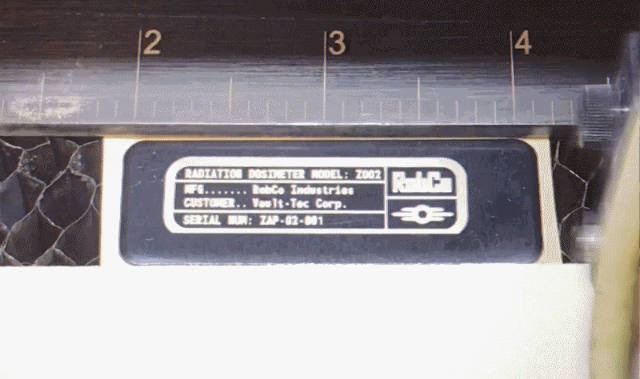 2 3 4
RADIATION DOSIMETER MODEL: Z002
MFG....... RobCo Industries
CUSTOMER.. Vault-Tec Corp.
SERIAL NUM: ZAP-02-001
RobCo